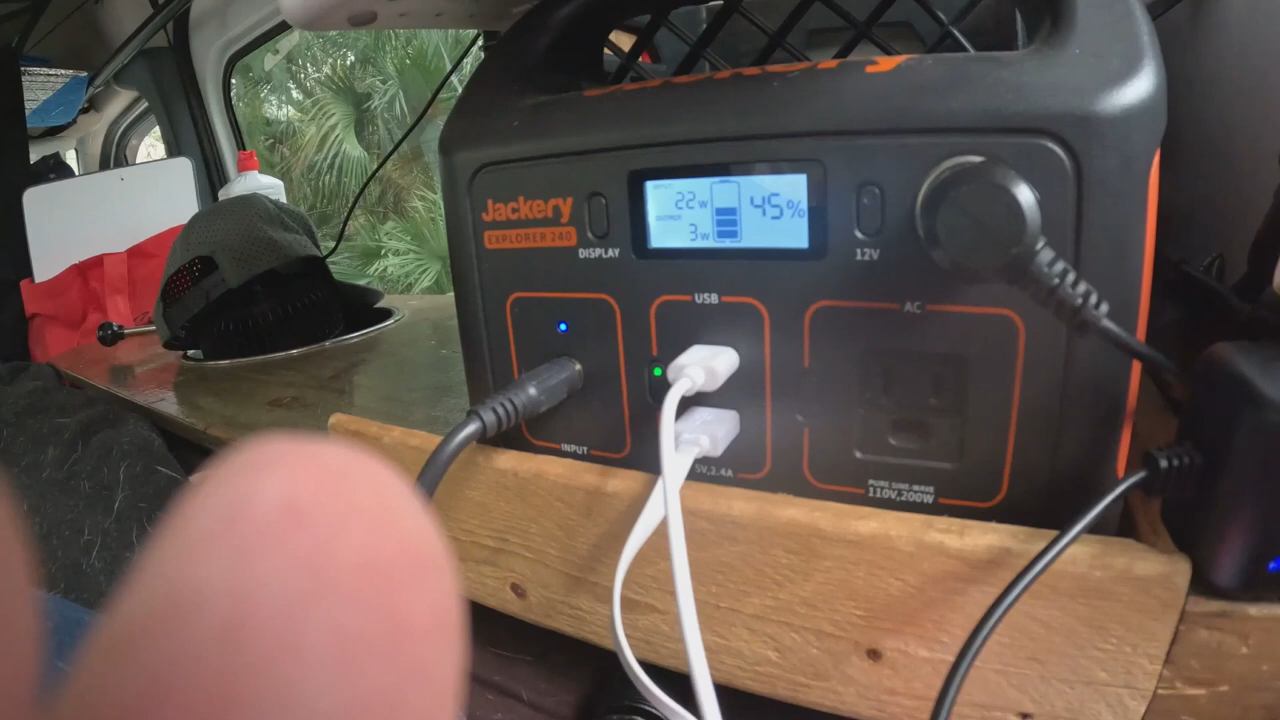 Jackery
Jackery
EXPLORER 240
DISPLAY
INPUT
22W
OUTPUT
3W
45%
12V
USB
AC
INPUT
5V,2.4A
PURE SINE-WAVE
110V,200W